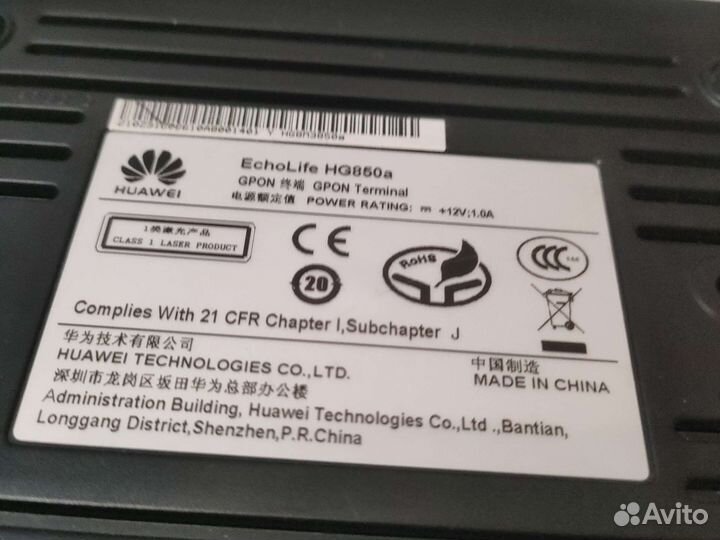 Y HG8M3850a
EchoLife HG850a
GPON 终端 GPON Terminal
电源额定值 POWER RATING: ⎓ +12V;1.0A
HUAWEI
1类激光产品
CLASS 1 LASER PRODUCT
CE
20
RoHS
CCC
Complies With 21 CFR Chapter I,Subchapter J
华为技术有限公司
HUAWEI TECHNOLOGIES CO.,LTD.
中国制造
MADE IN CHINA
深圳市龙岗区坂田华为总部办公楼
Administration Building, Huawei Technologies Co.,Ltd .,Bantian,
Longgang District,Shenzhen,P.R.China
Avito